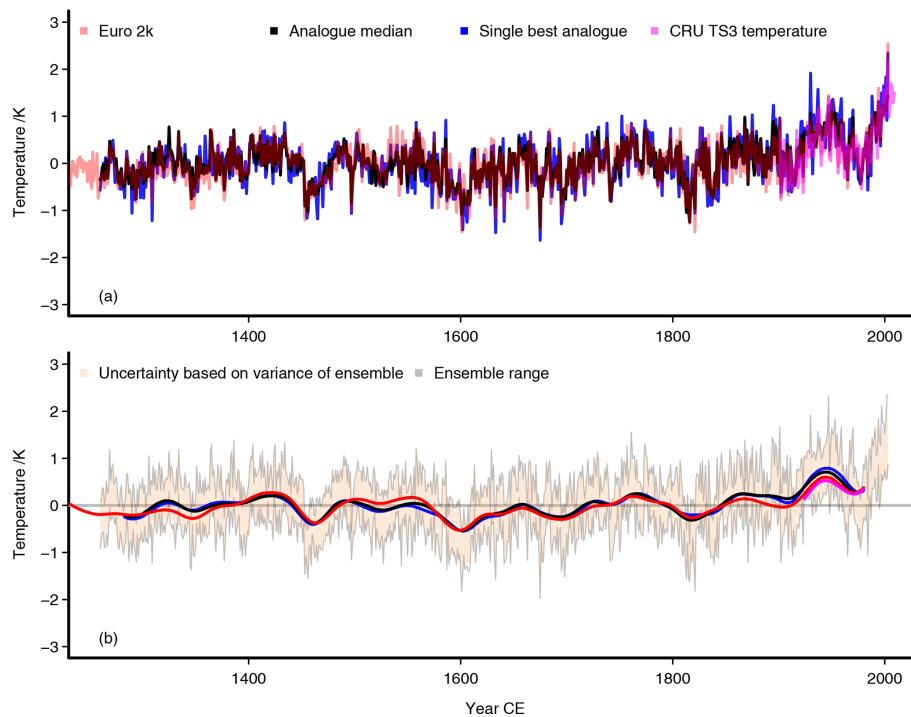 3
2
1
0
−1
−2
−3
Temperature /K
Euro 2k Analogue median Single best analogue CRU TS3 temperature
(a)
1400 1600 1800 2000
3
2
1
0
−1
−2
−3
Temperature /K
Uncertainty based on variance of ensemble Ensemble range
(b)
1400 1600 1800 2000
Year CE